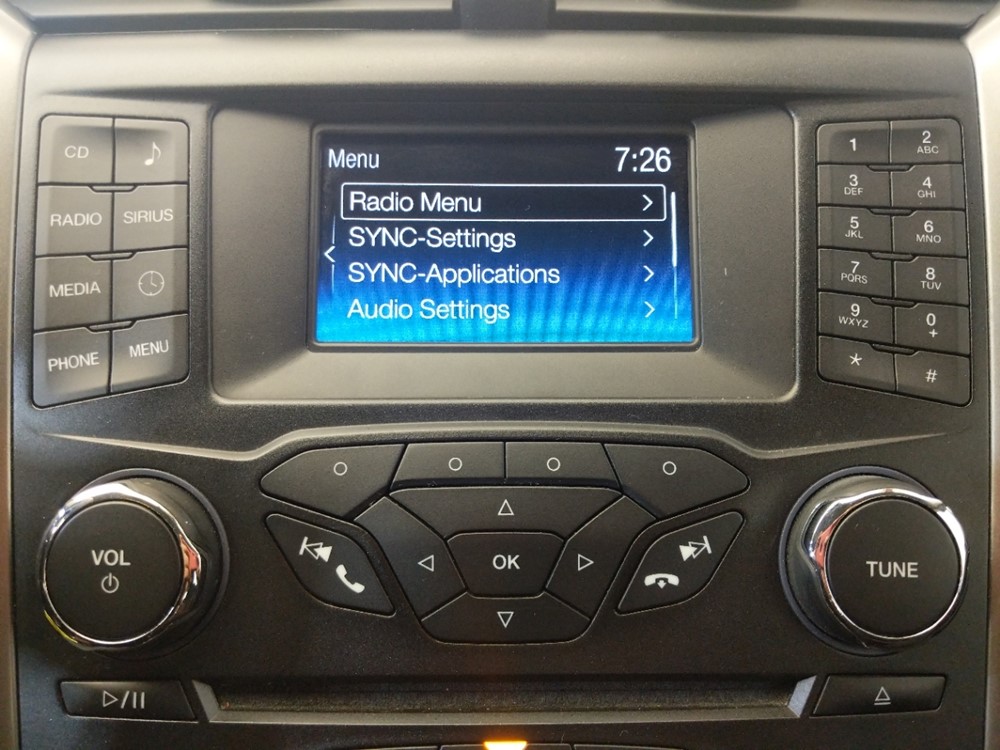 Menu 7:26
Radio Menu
SYNC-Settings
SYNC-Applications
Audio Settings
CD
RADIO SIRIUS
MEDIA
PHONE MENU
1 2 ABC
3 DEF 4 GHI
5 JKL 6 MNO
7 PQRS 8 TUV
9 WXYZ 0 +
* #
VOL
OK
TUNE